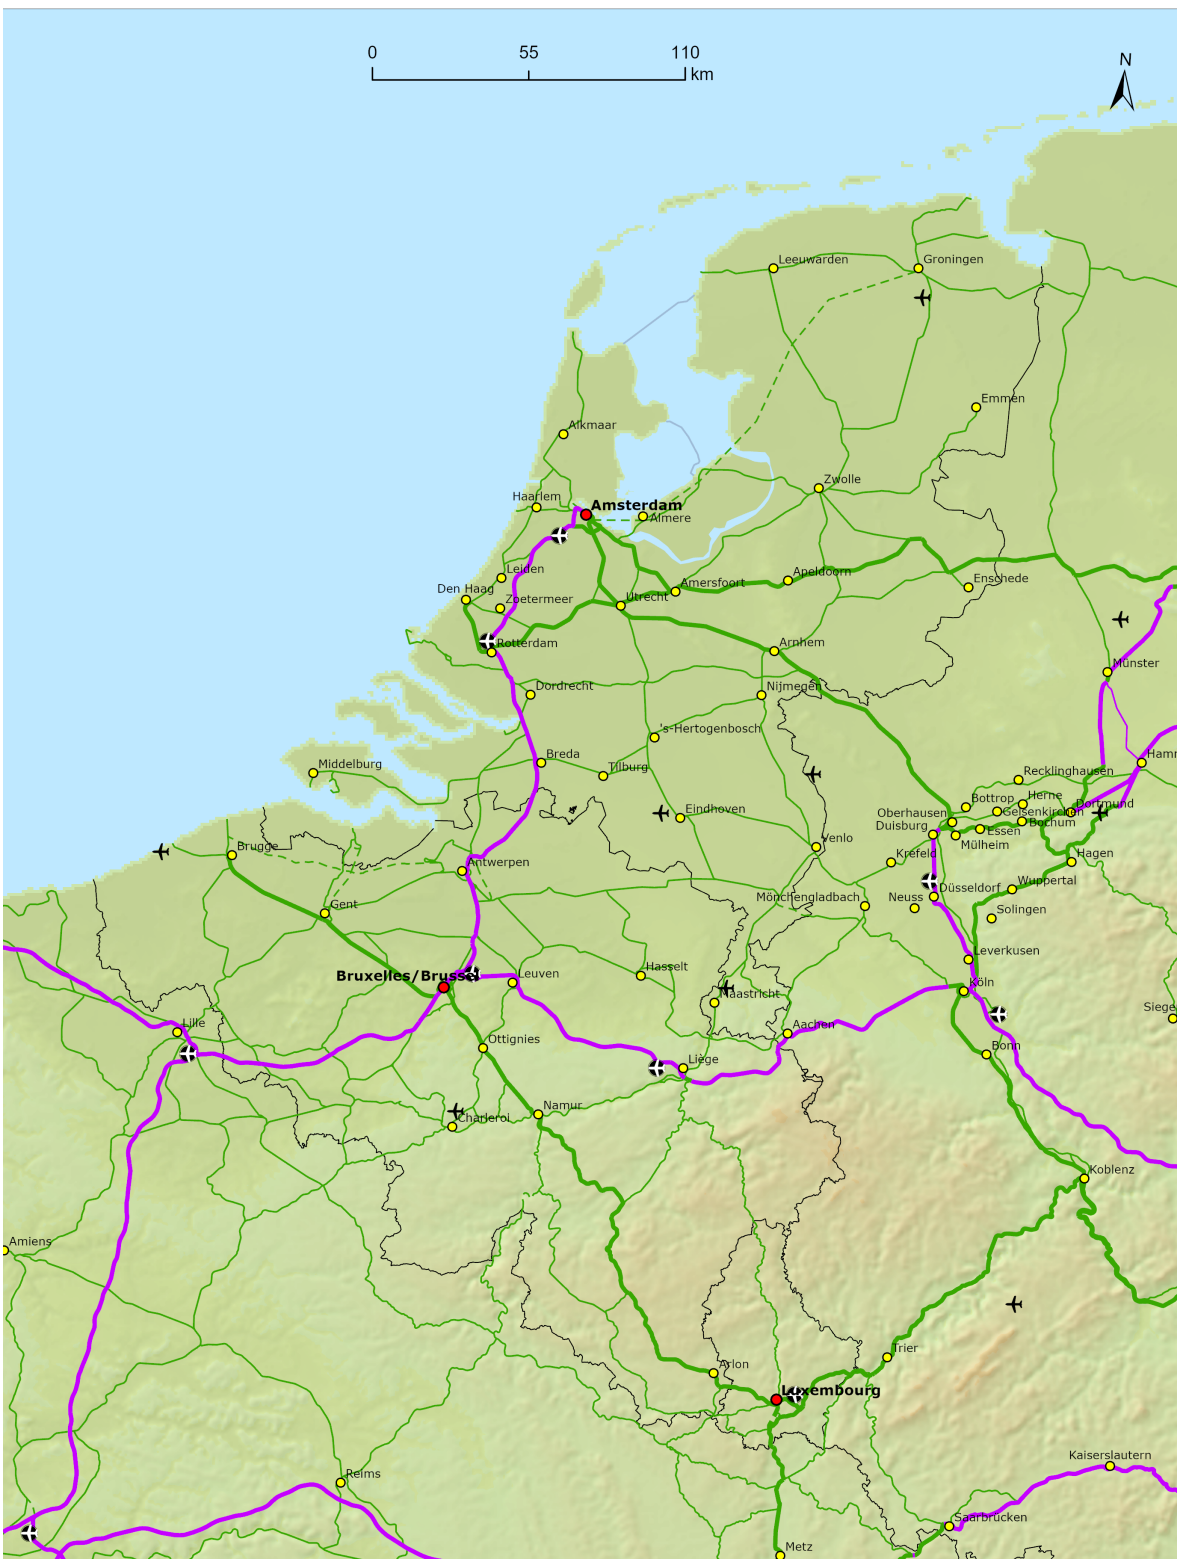 0 55 110
km
N
Leeuwarden
Groningen
Emmen
Alkmaar
Zwolle
Haarlem
Amsterdam
Almere
Leiden
Apeldoorn
Enschede
Amersfoort
Den Haag
Zoetermeer
Utrecht
Rotterdam
Arnhem
Münster
Dordrecht
Nijmegen
's-Hertogenbosch
Breda
Middelburg
Tilburg
Hamm
Recklinghausen
Bottrop
Herne
Dortmund
Eindhoven
Oberhausen
Gelsenkirchen
Duisburg
Essen
Bochum
Venlo
Mülheim
Brugge
Antwerpen
Krefeld
Hagen
Düsseldorf
Wuppertal
Mönchengladbach
Neuss
Gent
Solingen
Leverkusen
Hasselt
Bruxelles/Brussel
Leuven
Köln
Maastricht
Siege
Lille
Aachen
Ottignies
Bonn
Liège
Namur
Charleroi
Koblenz
Amiens
Trier
Arlon
Luxembourg
Kaiserslautern
Reims
Saarbrücken
Metz